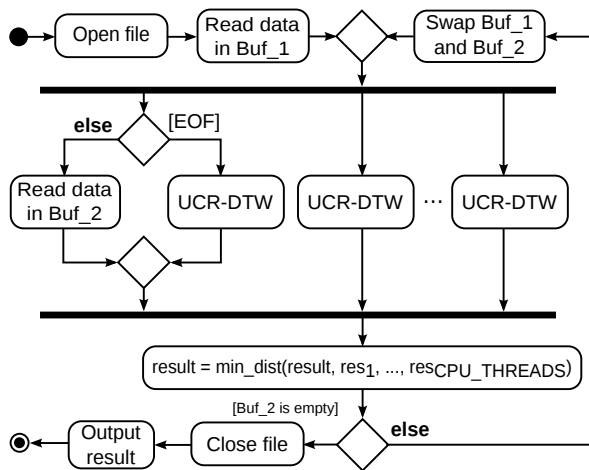 Open file
Read data
in Buf_1
Swap Buf_1
and Buf_2
else
[EOF]
Read data
in Buf_2
UCR-DTW
UCR-DTW
...
UCR-DTW
result = min_dist(result, res1, ..., resCPU_THREADS)
[Buf_2 is empty]
else
Output
result
Close file